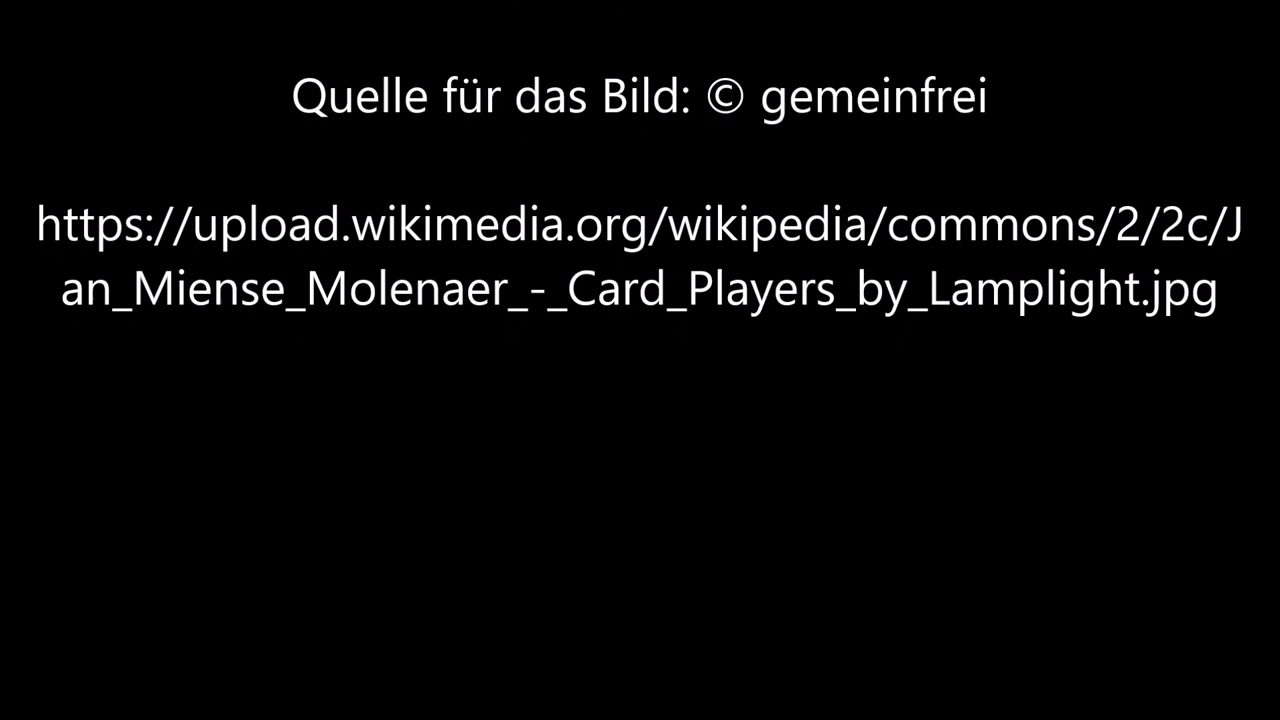 Quelle für das Bild: © gemeinfrei
https://upload.wikimedia.org/wikipedia/commons/2/2c/J
an_Miense_Molenaer_-_Card_Players_by_Lamplight.jpg